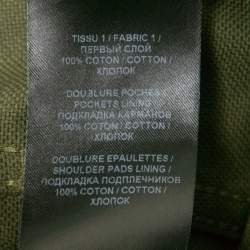 TISSU 1 / FABRIC 1 /
ПЕРВЫЙ СЛОЙ
100% COTON / COTTON /
ХЛОПОК
DOUBLURE POCHES /
POCKETS LINING /
ПОДКЛАДКА КАРМАНОВ
100% COTON / COTTON /
ХЛОПОК
DOUBLURE EPAULETTES /
SHOULDER PADS LINING /
ПОДКЛАДКА ПОДПЛЕЧНИКОВ
100% COTON / COTTON /
ХЛОПОК